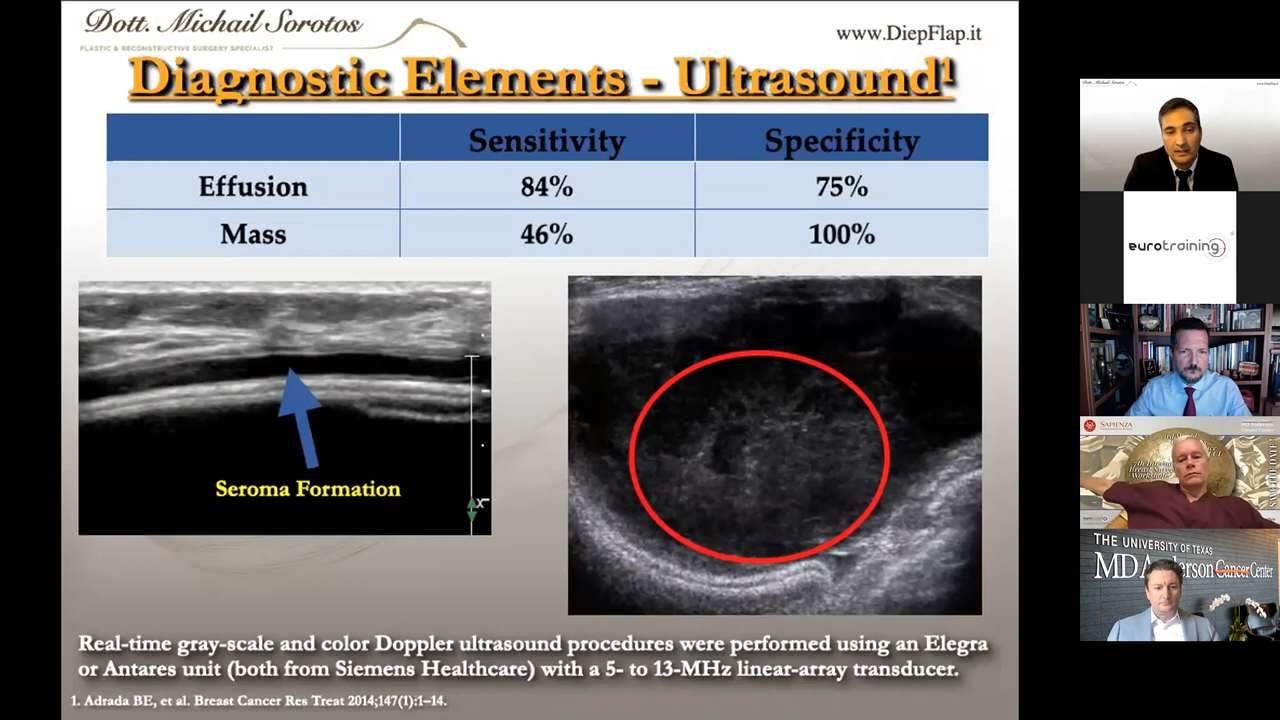 Dott. Michail Sorotos
PLASTIC & RECONSTRUCTIVE SURGERY SPECIALIST
www.DiepFlap.it
Diagnostic Elements - Ultrasound¹
Sensitivity Specificity
Effusion 84% 75%
Mass 46% 100%
Seroma Formation
x
Real-time gray-scale and color Doppler ultrasound procedures were performed using an Elegra
or Antares unit (both from Siemens Healthcare) with a 5- to 13-MHz linear-array transducer.
1. Adrada BE, et al. Breast Cancer Res Treat 2014;147(1):1–14.
eurotraining
SAPIENZA
THE UNIVERSITY OF TEXAS
MD Anderson
Cancer Center